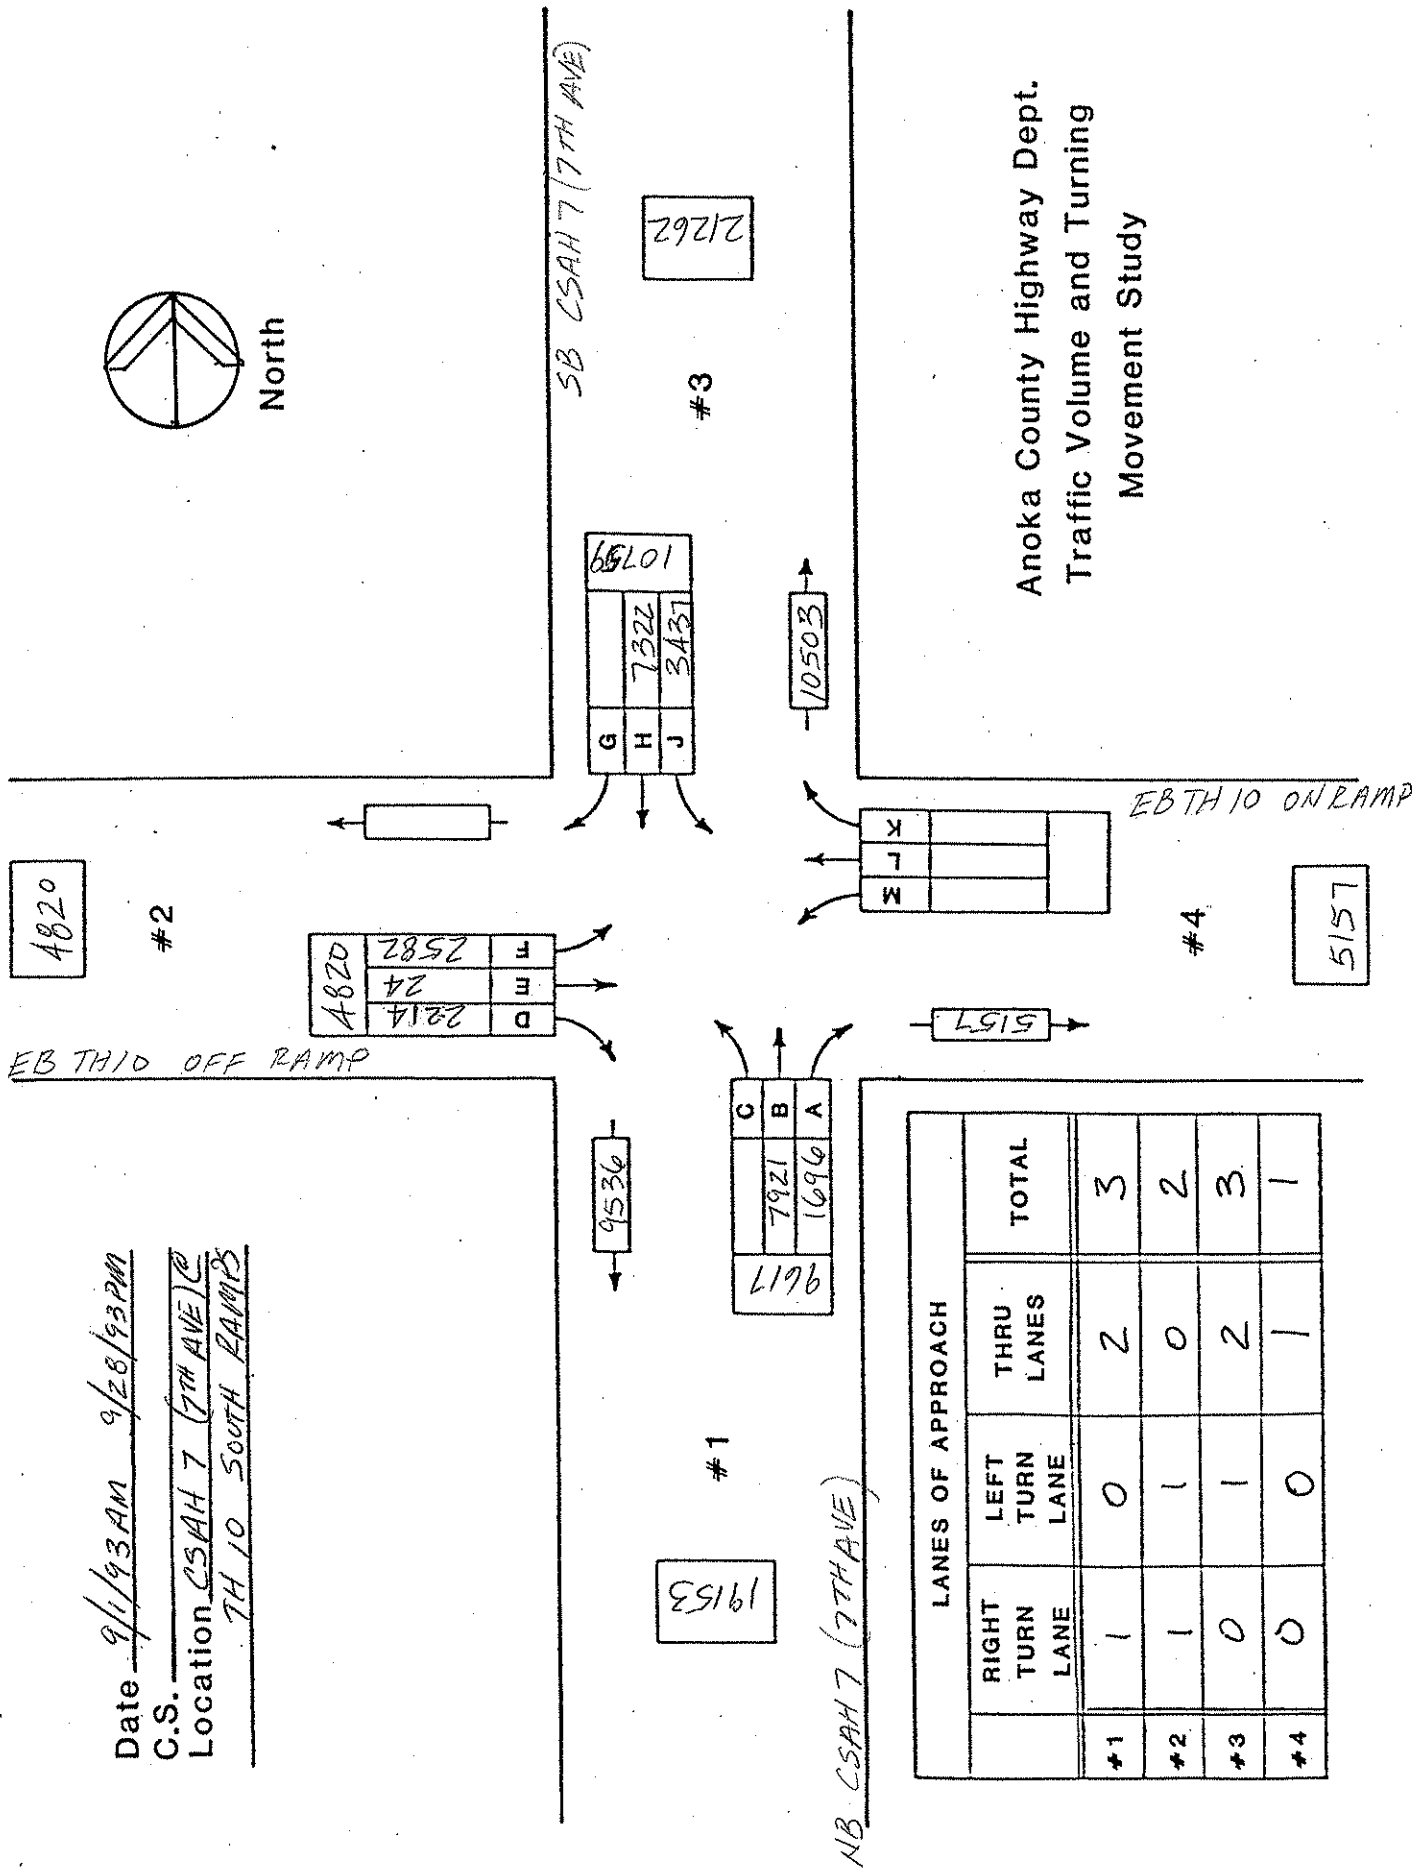 Date 9/1/93 AM 9/28/93 PM
C.S.
Location CSAH 7 (7TH AVE) @
TH 10 SOUTH RAMPS
North
4820
#2
4820
2214 24 2582
D E F
EB TH10 OFF RAMP
SB CSAH 7 (7TH AVE)
21262
#3
10759
G
H 7322
J 3437
10503
9536
C
B 7921
A 1696
9617
#1
19153
NB CSAH 7 (7TH AVE)
M L K
EB TH 10 ON RAMP
#4
5157
5157
LANES OF APPROACH
RIGHT TURN LANE LEFT TURN LANE THRU LANES TOTAL
#1 1 0 2 3
#2 1 1 0 2
#3 0 1 2 3
#4 0 0 1 1
Anoka County Highway Dept.
Traffic Volume and Turning
Movement Study